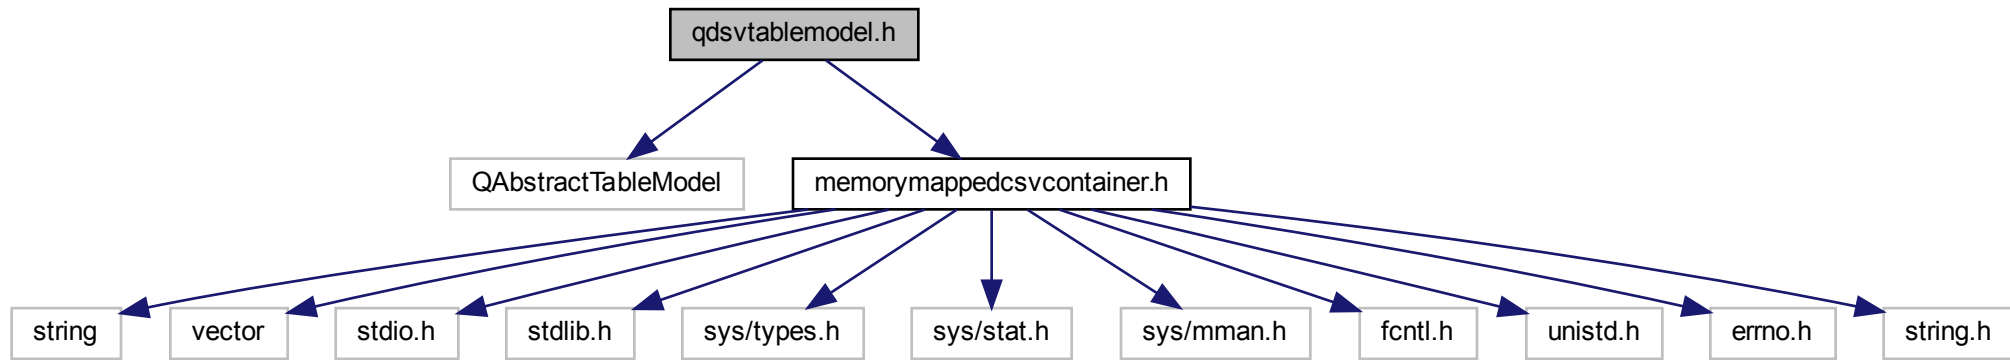 qdsvtablemodel.h
QAbstractTableModel
memorymappedcsvcontainer.h
string
vector
stdio.h
stdlib.h
sys/types.h
sys/stat.h
sys/mman.h
fcntl.h
unistd.h
errno.h
string.h